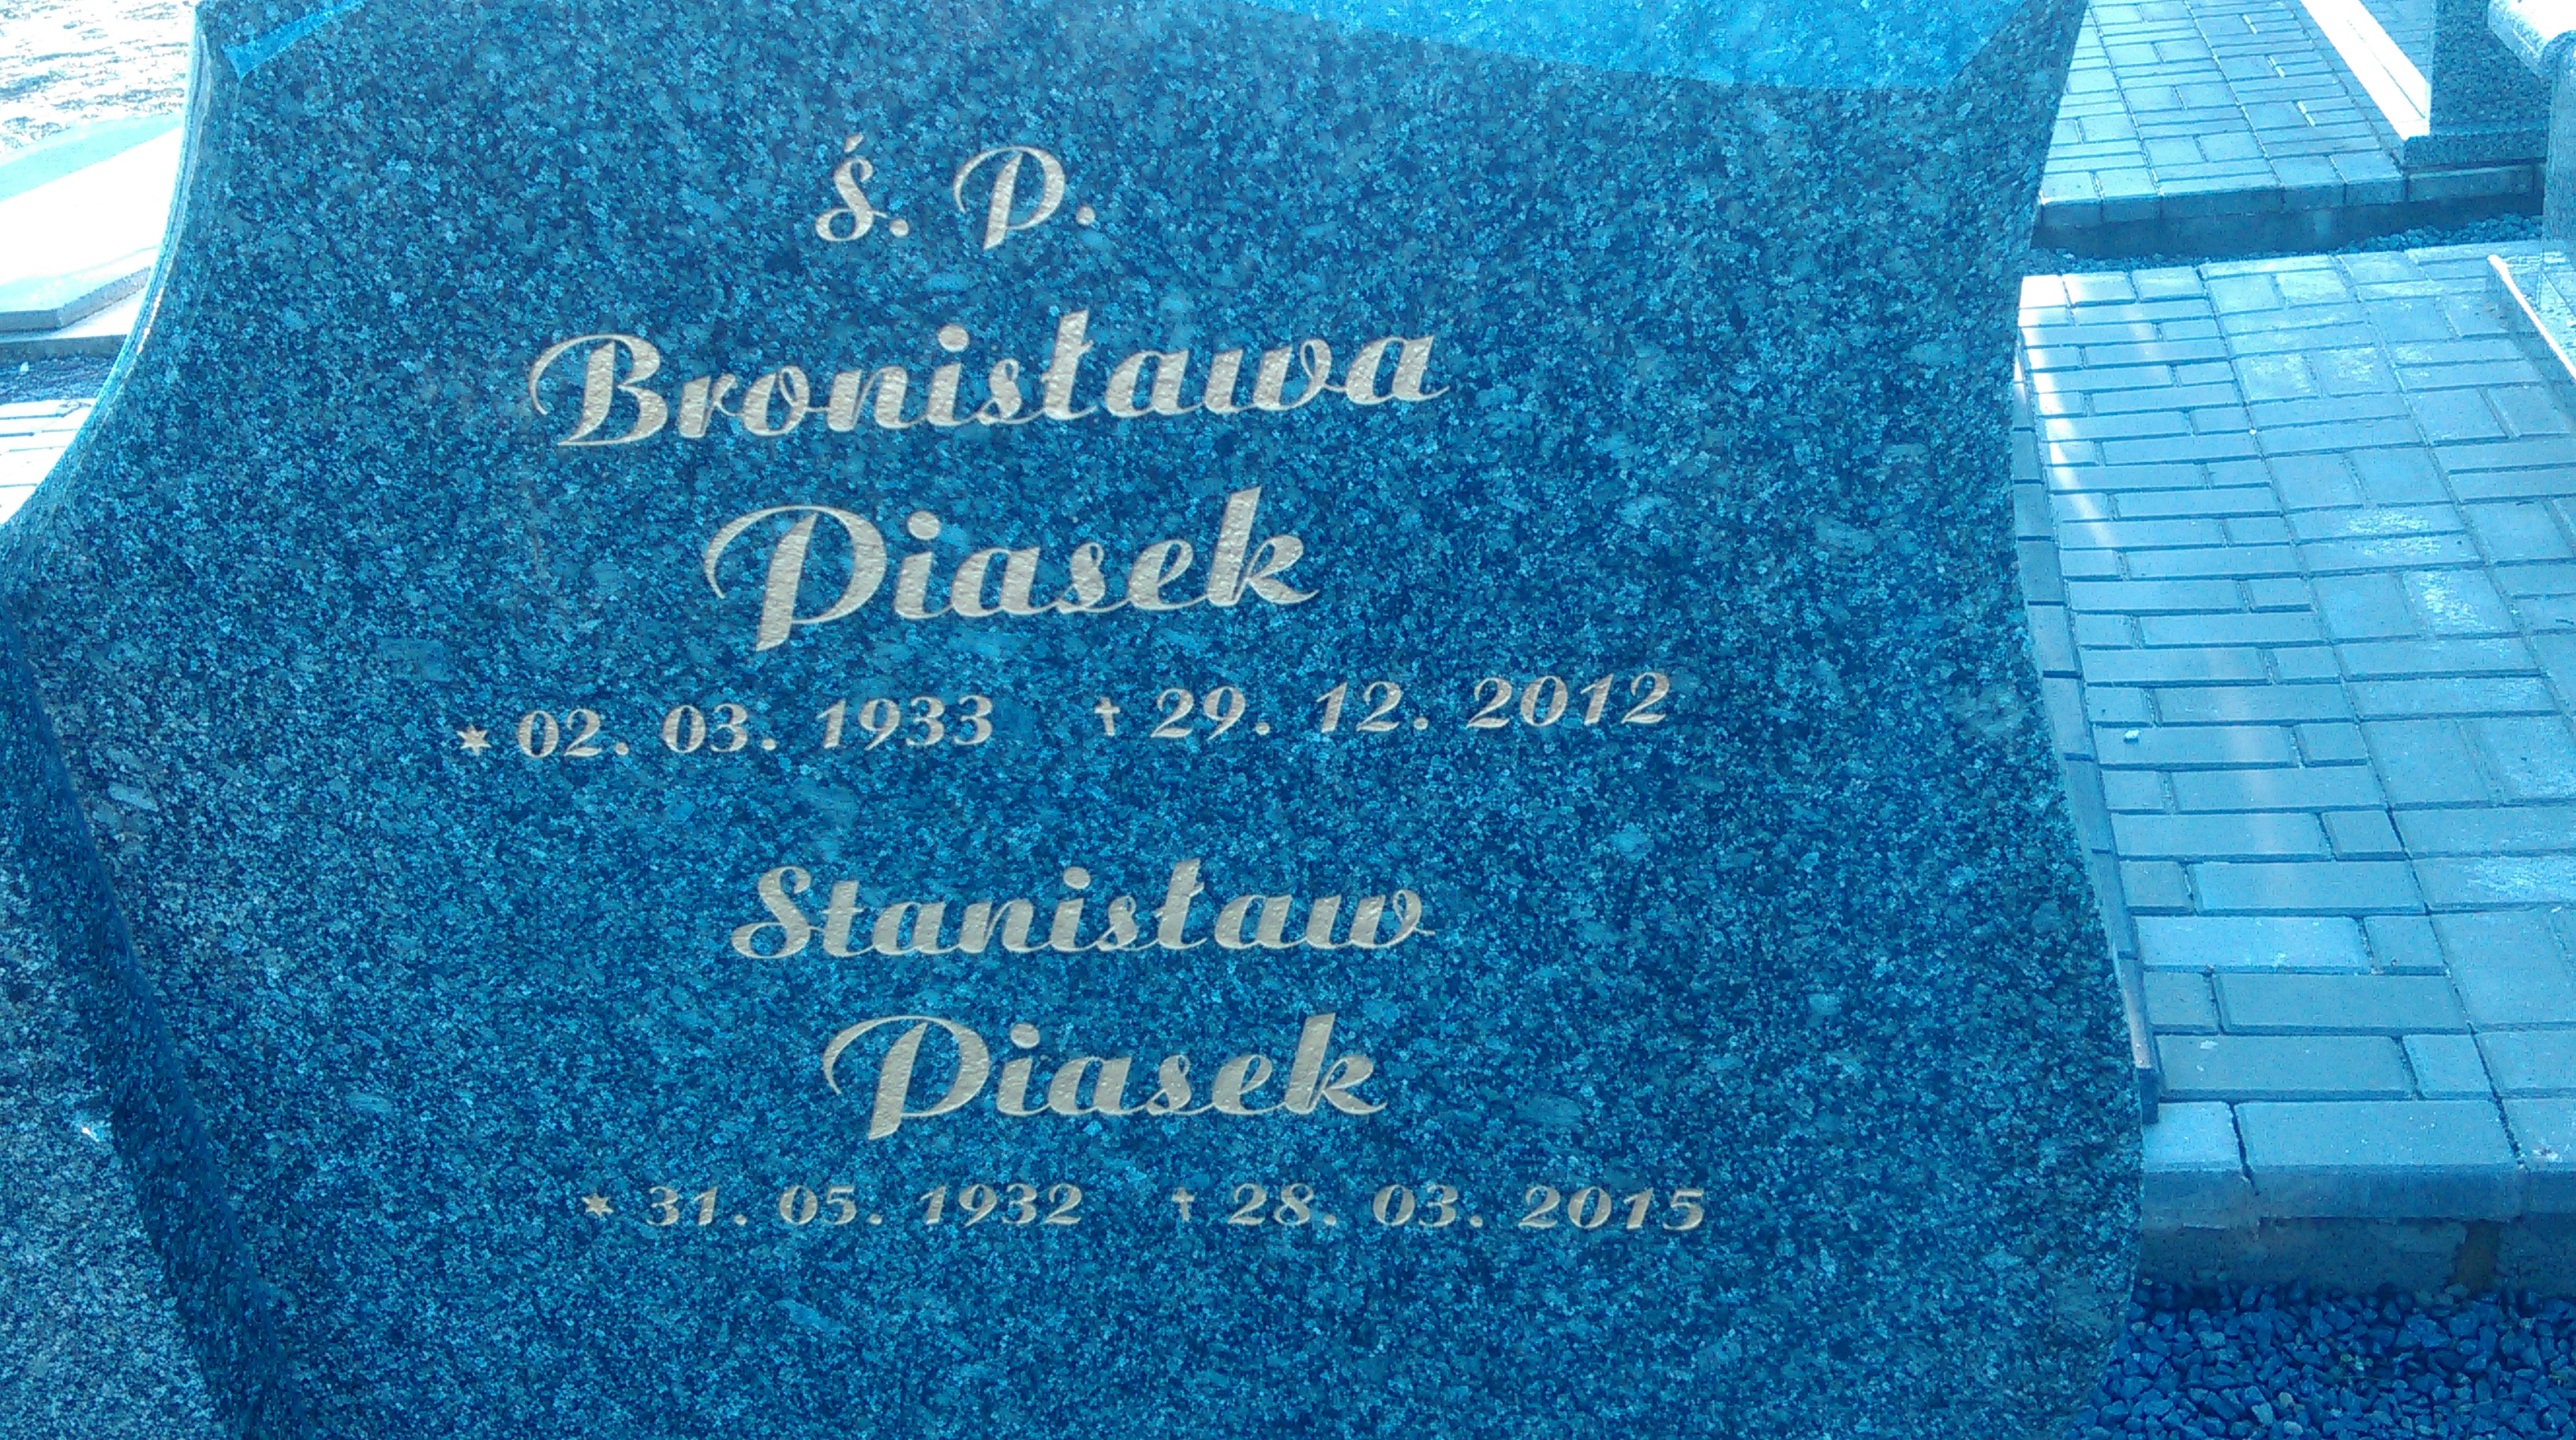 Ś. P.
Bronisława
Piasek
* 02. 03. 1933 † 29. 12. 2012
Stanisław
Piasek
* 31. 05. 1932 † 28. 03. 2015